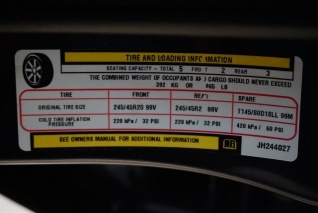 TIRE AND LOADING INFORMATION
SEATING CAPACITY - TOTAL 5 FRONT 2 REAR 3
THE COMBINED WEIGHT OF OCCUPANTS AND CARGO SHOULD NEVER EXCEED
392 KG OR 865 LB
TIRE FRONT REAR SPARE
ORIGINAL TIRE SIZE 245/45R20 99V 245/45R2 99V T145/80D18LL 99M
COLD TIRE INFLATION PRESSURE 220 kPa / 32 PSI 220 kPa / 32 PSI 420 kPa / 60 PSI
SEE OWNERS MANUAL FOR ADDITIONAL INFORMATION
JH244027